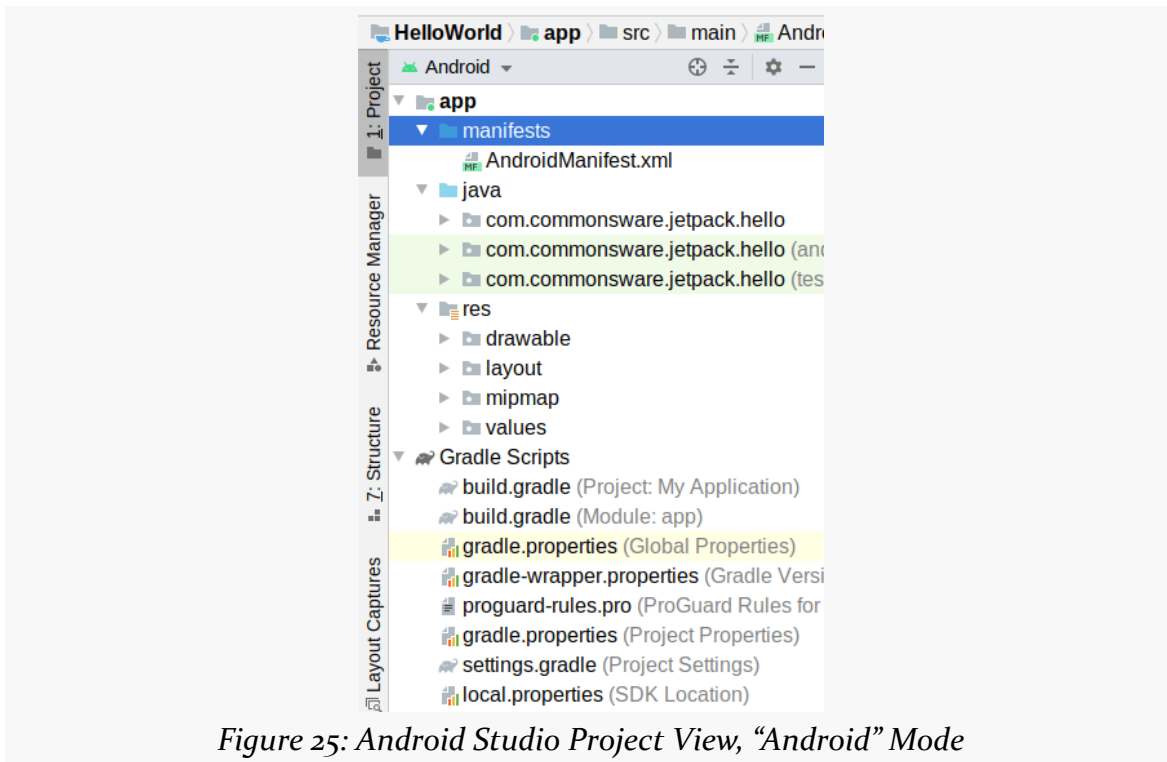 HelloWorld app src main Andr
1: Project
Android
app
manifests
MF AndroidManifest.xml
java
com.commonsware.jetpack.hello
com.commonsware.jetpack.hello (and
com.commonsware.jetpack.hello (tes
Resource Manager
res
drawable
layout
mipmap
values
7: Structure
Gradle Scripts
build.gradle (Project: My Application)
build.gradle (Module: app)
gradle.properties (Global Properties)
gradle-wrapper.properties (Gradle Versi
proguard-rules.pro (ProGuard Rules for
gradle.properties (Project Properties)
settings.gradle (Project Settings)
local.properties (SDK Location)
Layout Captures
Figure 25: Android Studio Project View, “Android” Mode